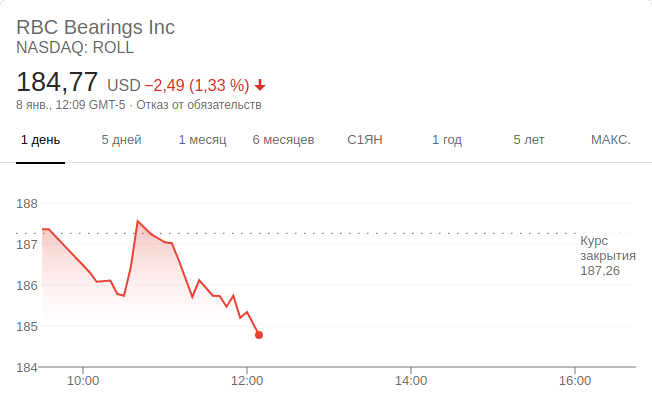 RBC Bearings Inc
NASDAQ: ROLL
184,77 USD −2,49 (1,33 %)
8 янв., 12:09 GMT-5 · Отказ от обязательств
1 день 5 дней 1 месяц 6 месяцев С1ЯН 1 год 5 лет МАКС.
188
187
Курс
закрытия
187,26
186
185
184
10:00 12:00 14:00 16:00